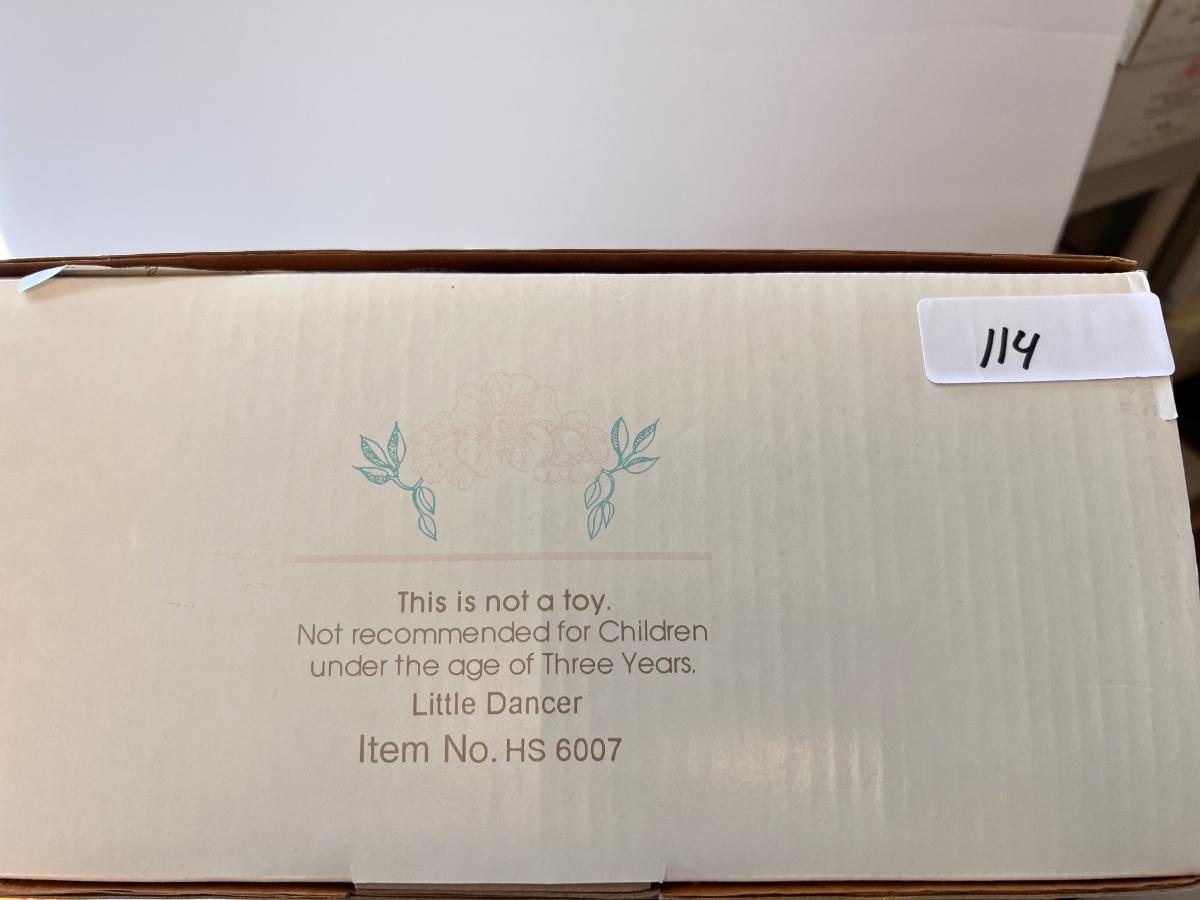 114
This is not a toy.
Not recommended for Children
under the age of Three Years.
Little Dancer
Item No. HS 6007